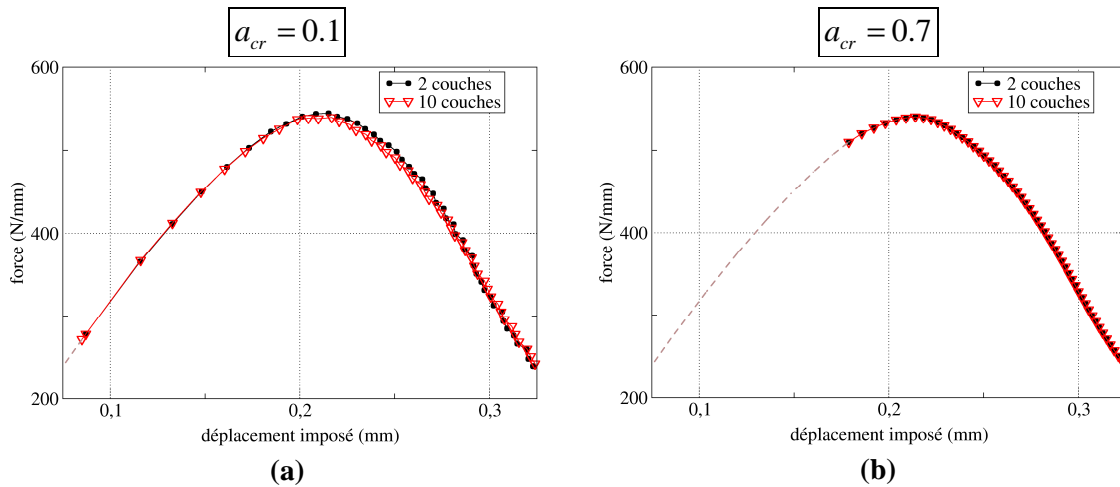 a_cr = 0.1
600
400
200
force (N/mm)
2 couches
10 couches
0,1
0,2
0,3
déplacement imposé (mm)
(a)
a_cr = 0.7
600
400
200
force (N/mm)
2 couches
10 couches
0,1
0,2
0,3
déplacement imposé (mm)
(b)